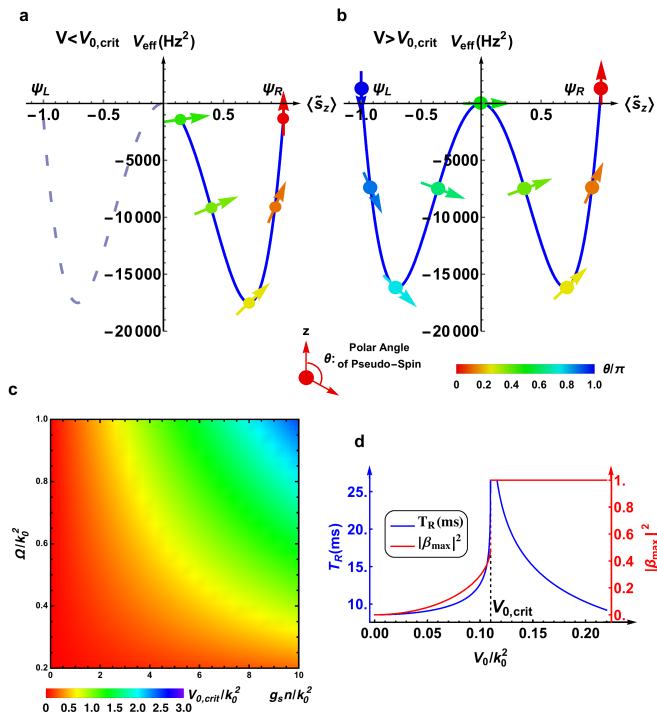 a
V<V0,crit
Veff(Hz²)
ψL
ψR
⟨s̃z⟩
−1.0
0.5
−5000
−10000
−15000
−20000
b
V>V0,crit
Veff(Hz²)
ψL
ψR
⟨s̃z⟩
−1.0
−0.5
0.5
−5000
−10000
−15000
−20000
z
θ:
Polar Angle
of Pseudo−Spin
θ/π
0
0.2
0.4
0.6
0.8
1.0
c
Ω/k0²
1.0
0.8
0.6
0.4
0.2
0
2
4
6
8
10
V0,crit/k0²
gsn/k0²
0
0.5
1.0
1.5
2.0
2.5
3.0
d
TR(ms)
25.
20.
15.
10.
TR(ms)
|βmax|²
V0,crit
1.
0.8
0.6
0.4
0.2
0.
|βmax|²
0.00
0.05
0.10
0.15
0.20
V0/k0²